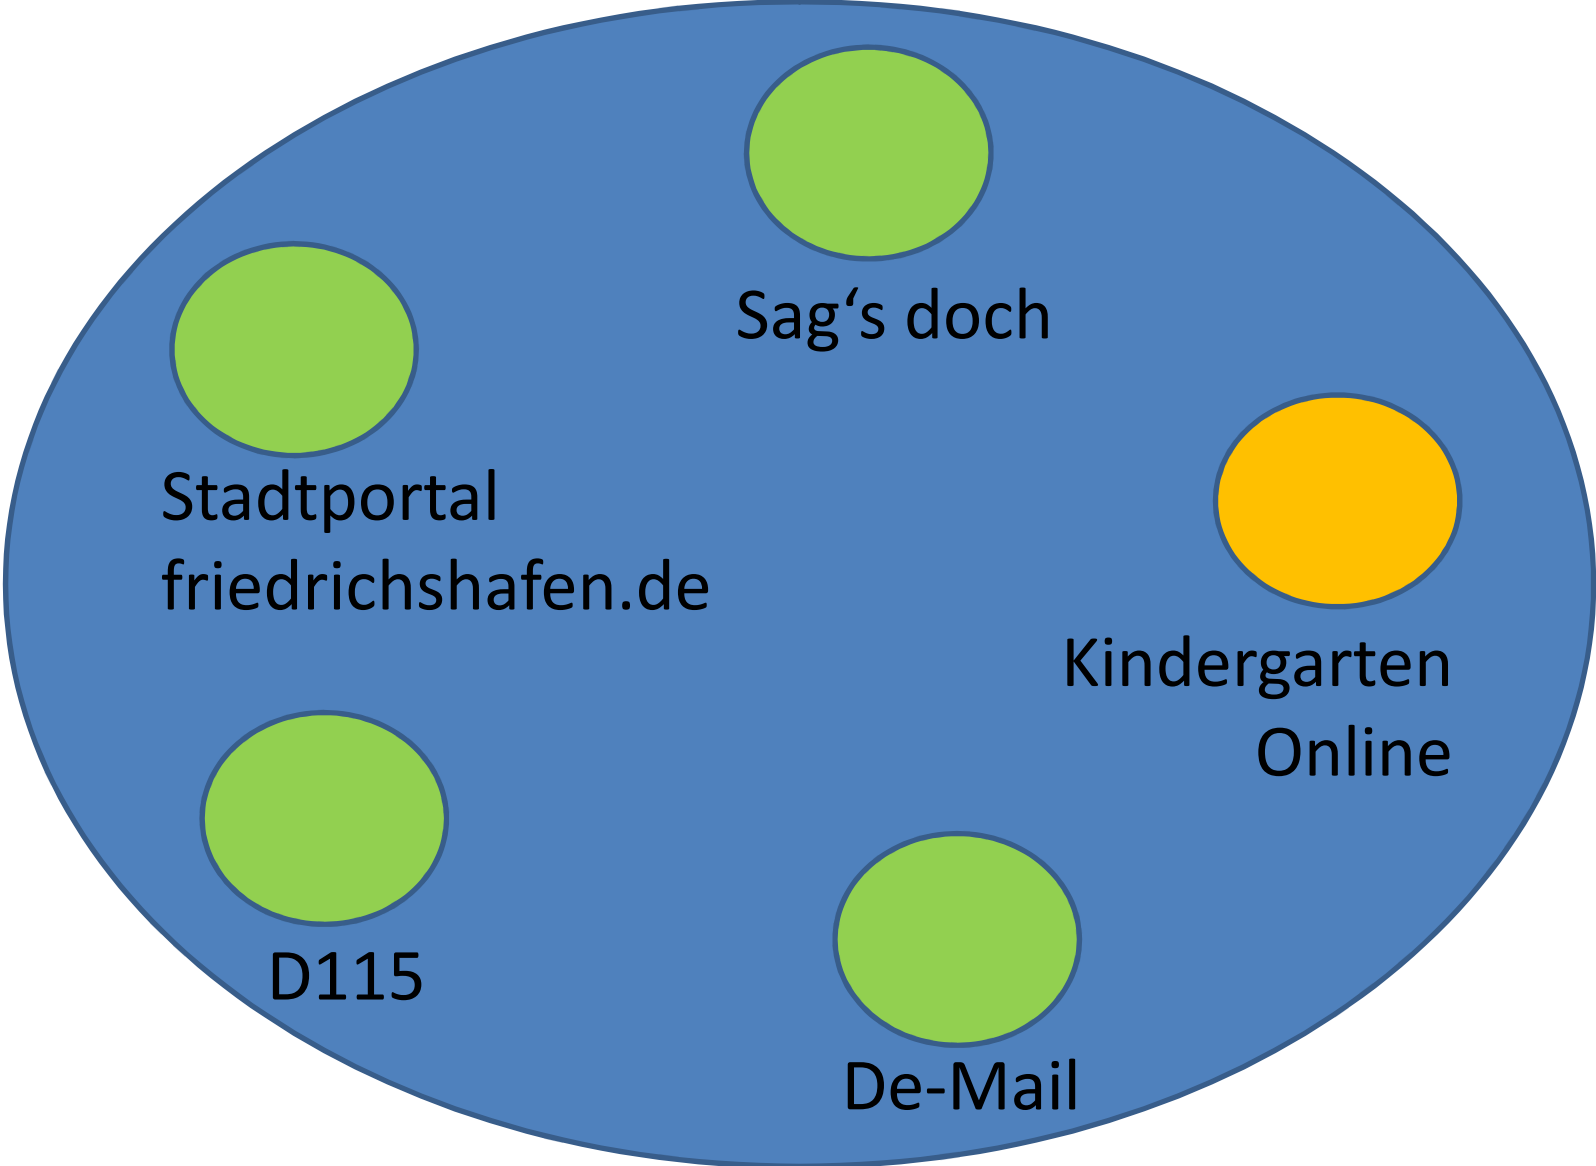 Sag‘s doch
Stadtportal
friedrichshafen.de
Kindergarten
Online
D115
De-Mail